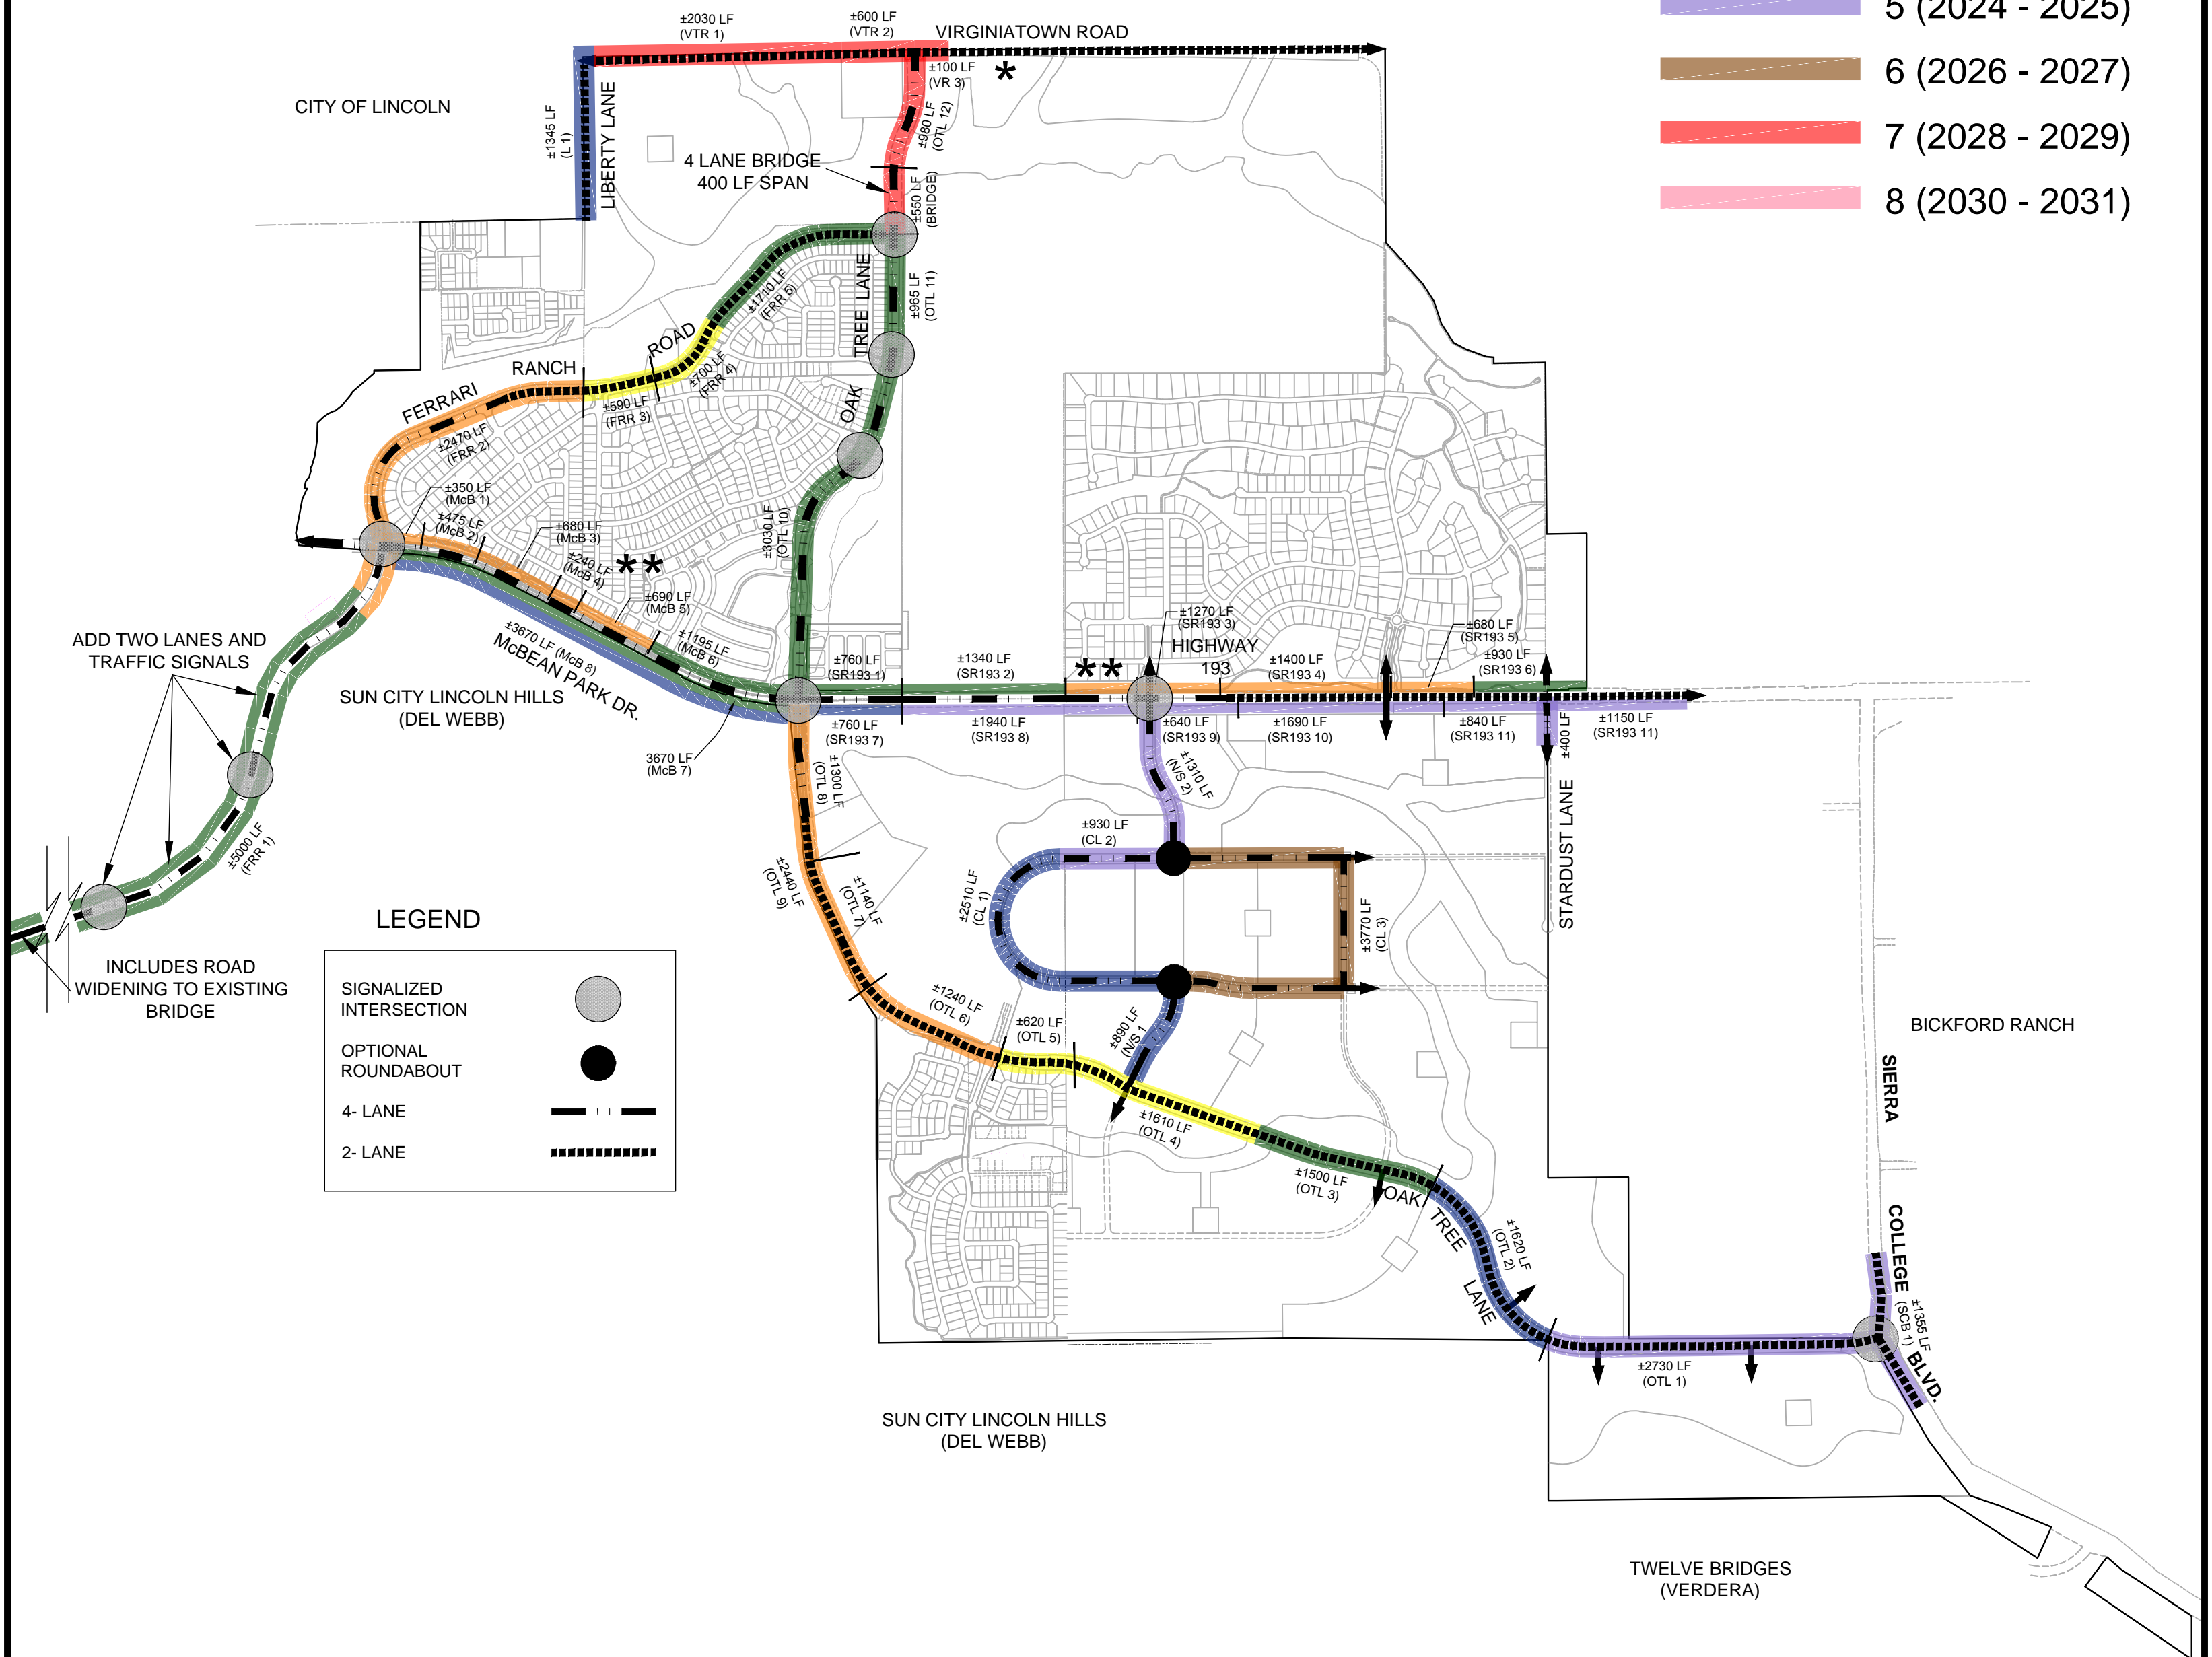 5 (2024 - 2025)
6 (2026 - 2027)
7 (2028 - 2029)
8 (2030 - 2031)
±2030 LF
(VTR 1)
±600 LF
(VTR 2)
VIRGINIATOWN ROAD
±100 LF
(VR 3)
*
CITY OF LINCOLN
±1345 LF
(L 1)
LIBERTY LANE
±980 LF
(OTL 12)
4 LANE BRIDGE
400 LF SPAN
±550 LF
(BRIDGE)
±1710 LF
(FRR 5)
OAK TREE LANE
±965 LF
(OTL 11)
FERRARI RANCH ROAD
±700 LF
(FRR 4)
±590 LF
(FRR 3)
±2470 LF
(FRR 2)
±350 LF
(McB 1)
±475 LF
(McB 2)
±680 LF
(McB 3)
±240 LF
(McB 4)
**
±690 LF
(McB 5)
±1195 LF
(McB 6)
±3670 LF (McB 8)
McBEAN PARK DR.
3670 LF
(McB 7)
±3030 LF
(OTL 10)
ADD TWO LANES AND
TRAFFIC SIGNALS
SUN CITY LINCOLN HILLS
(DEL WEBB)
±5000 LF
(FRR 1)
INCLUDES ROAD
WIDENING TO EXISTING
BRIDGE
±760 LF
(SR193 1)
±1340 LF
(SR193 2)
**
±1270 LF
(SR193 3)
HIGHWAY
193
±1400 LF
(SR193 4)
±680 LF
(SR193 5)
±930 LF
(SR193 6)
±760 LF
(SR193 7)
±1940 LF
(SR193 8)
±640 LF
(SR193 9)
±1690 LF
(SR193 10)
±840 LF
(SR193 11)
±400 LF
±1150 LF
(SR193 11)
STARDUST LANE
±1300 LF
(OTL 8)
±2440 LF
(OTL 9)
±1140 LF
(OTL 7)
±1310 LF
(N/S 2)
±930 LF
(CL 2)
±2510 LF
(CL 1)
±3770 LF
(CL 3)
±890 LF
(N/S 1
±1240 LF
(OTL 6)
±620 LF
(OTL 5)
±1610 LF
(OTL 4)
±1500 LF
(OTL 3)
OAK TREE LANE
±1620 LF
(OTL 2)
±2730 LF
(OTL 1)
BICKFORD RANCH
SIERRA COLLEGE BLVD.
±1355 LF
(SCB 1)
LEGEND
SIGNALIZED
INTERSECTION
OPTIONAL
ROUNDABOUT
4- LANE
2- LANE
SUN CITY LINCOLN HILLS
(DEL WEBB)
TWELVE BRIDGES
(VERDERA)